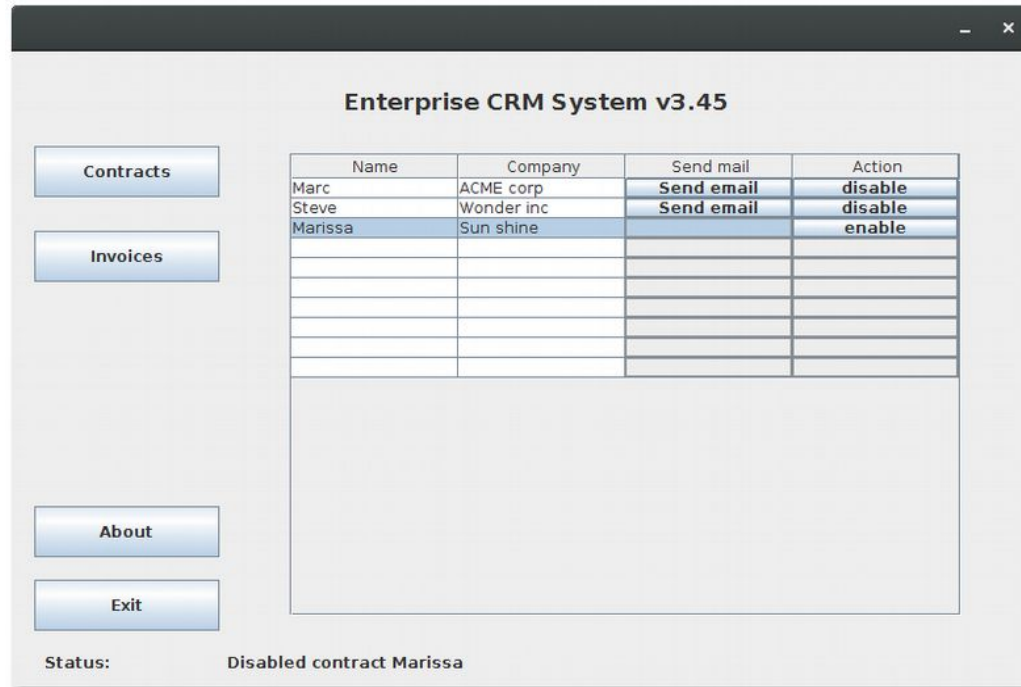 Enterprise CRM System v3.45
Contracts
Invoices
About
Exit
Name Company Send mail Action
Marc ACME corp Send email disable
Steve Wonder inc Send email disable
Marissa Sun shine enable
Status: Disabled contract Marissa